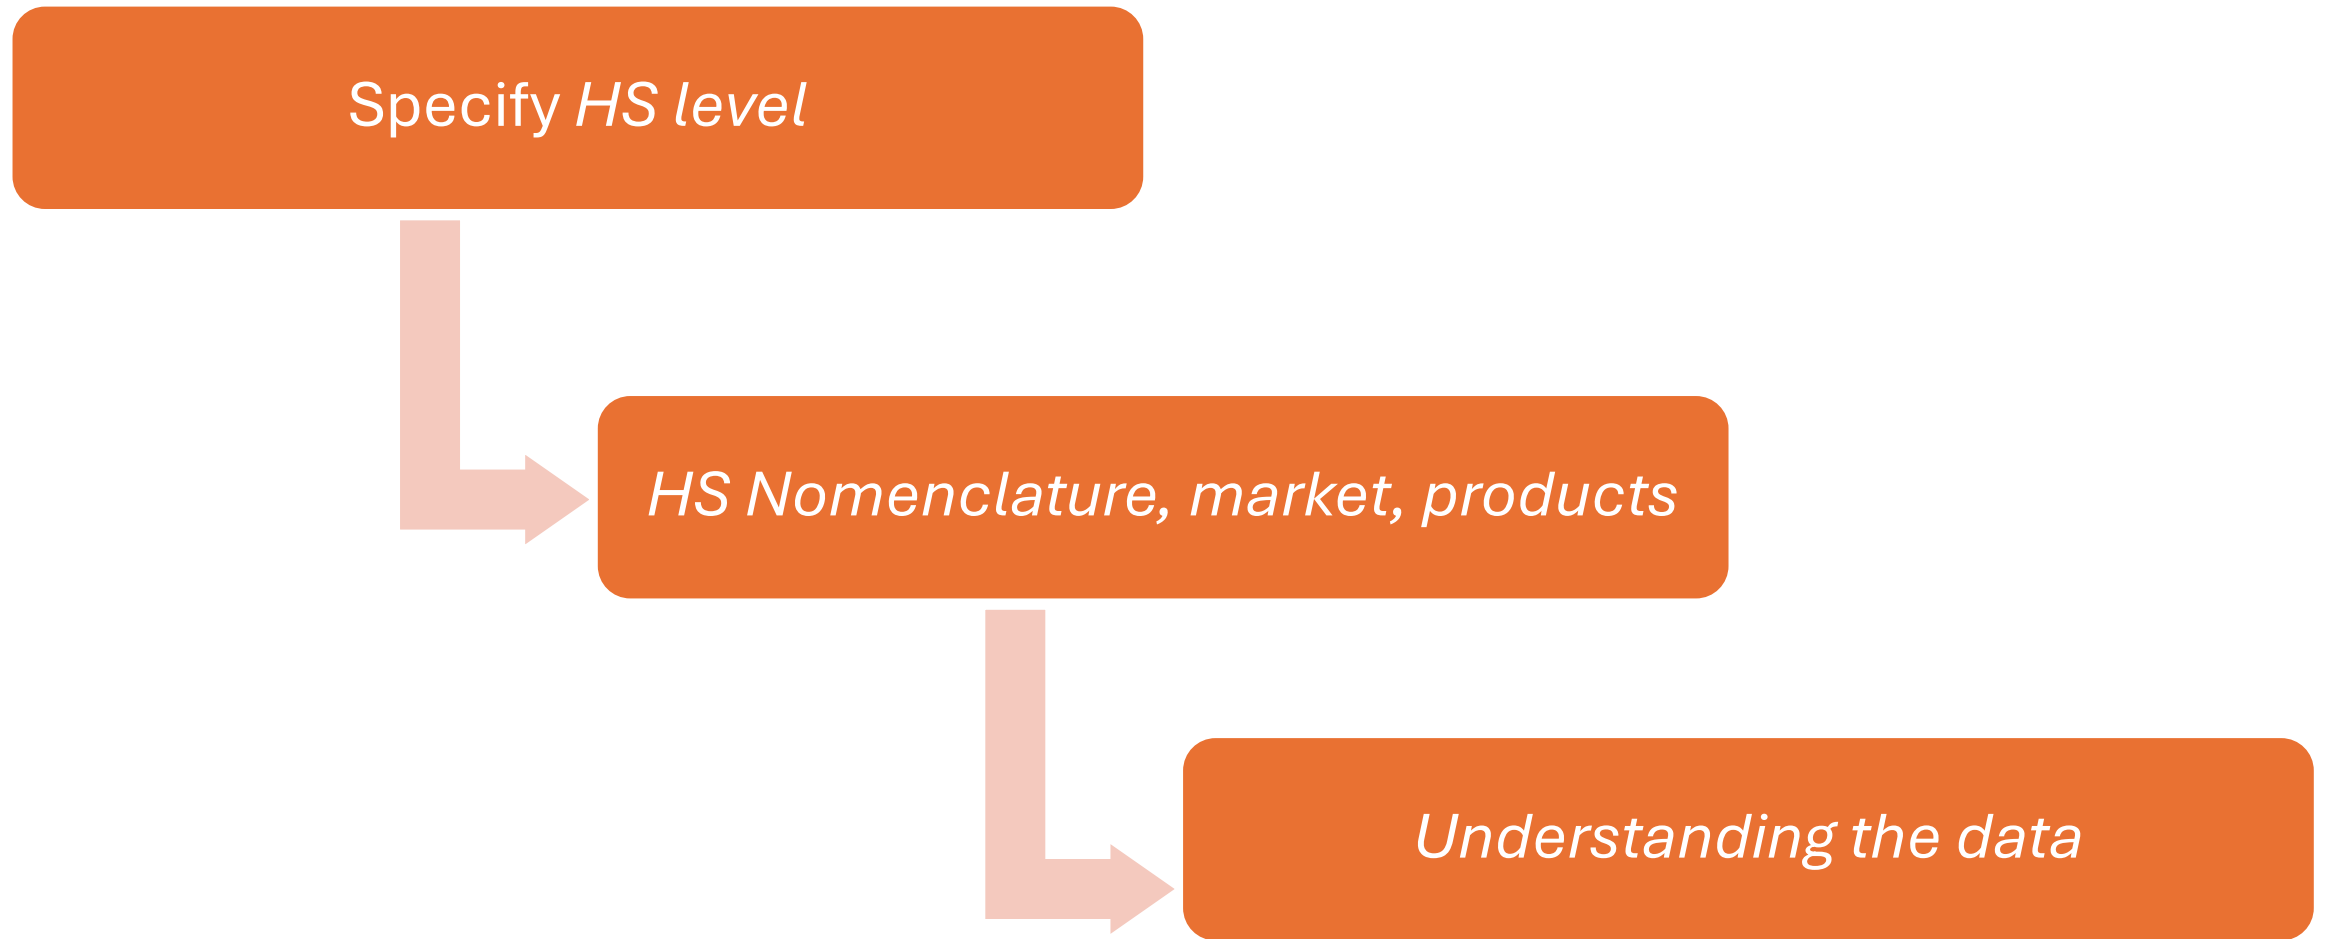 Specify HS level
HS Nomenclature, market, products
Understanding the data